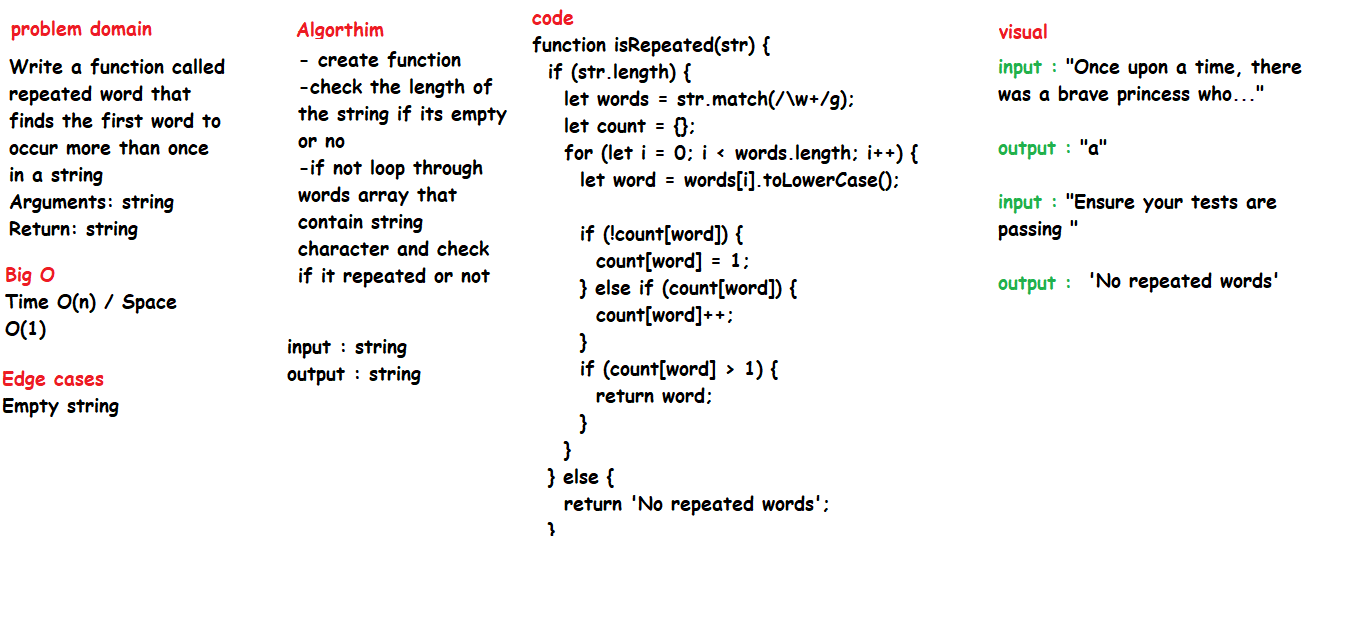 problem domain
Write a function called
repeated word that
finds the first word to
occur more than once
in a string
Arguments: string
Return: string
Big O
Time O(n) / Space
O(1)
Edge cases
Empty string
Algorthim
- create function
-check the length of
the string if its empty
or no
-if not loop through
words array that
contain string
character and check
if it repeated or not
input : string
output : string
code
function isRepeated(str) {
if (str.length) {
let words = str.match(/\w+/g);
let count = {};
for (let i = 0; i < words.length; i++) {
let word = words[i].toLowerCase();
if (!count[word]) {
count[word] = 1;
} else if (count[word]) {
count[word]++;
}
if (count[word] > 1) {
return word;
}
}
} else {
return 'No repeated words';
}
visual
input : "Once upon a time, there
was a brave princess who..."
output : "a"
input : "Ensure your tests are
passing "
output : 'No repeated words'